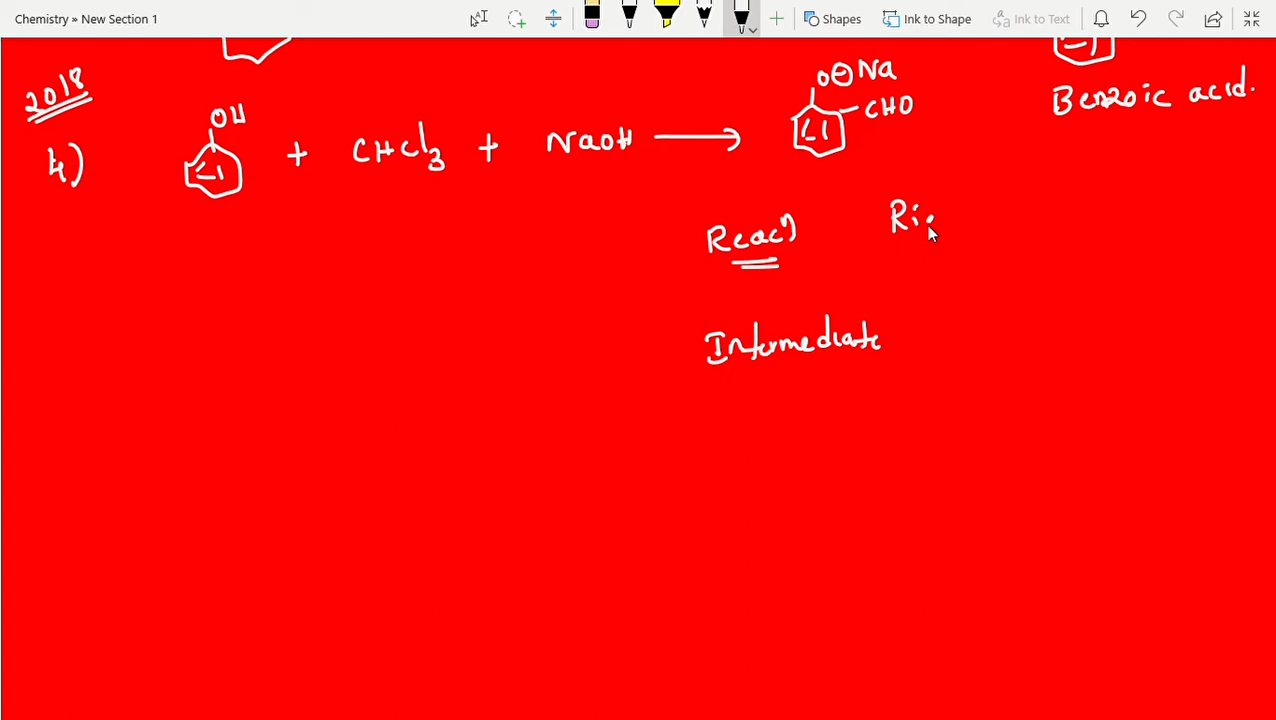 Chemistry » New Section 1
Shapes
Ink to Shape
Ink to Text
2018
4)
OH
+ CHCl3 + NaOH ⟶
O⊖Na
CHO
Benzoic acid.
Reacⁿ
Ri
Intermediate